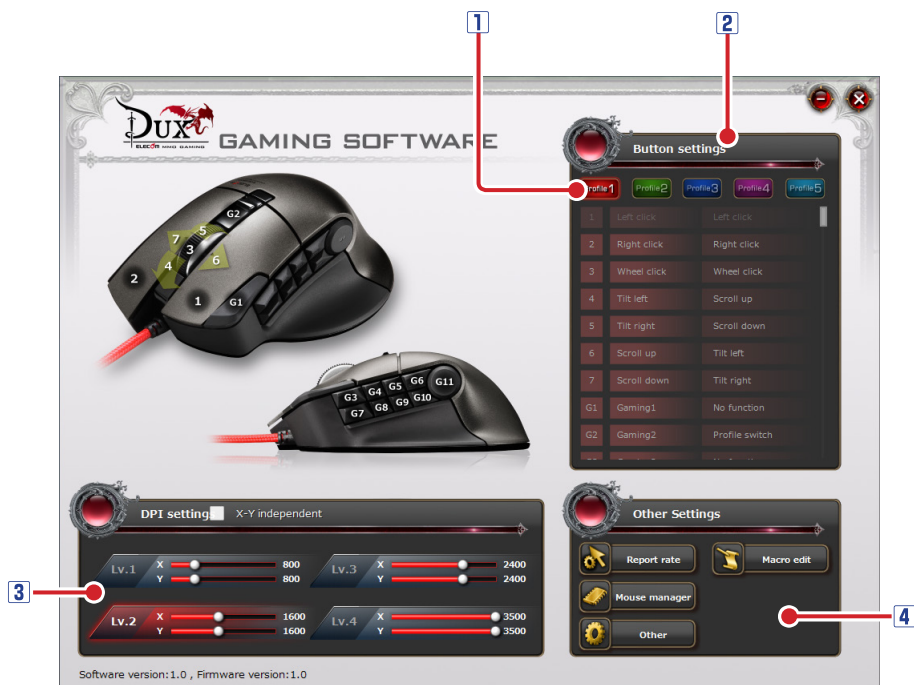 1
2
DUX
ELECOM MMO GAMING
GAMING SOFTWARE
Button settings
Profile1 Profile2 Profile3 Profile4 Profile5
1 Left click Left click
2 Right click Right click
3 Wheel click Wheel click
4 Tilt left Scroll up
5 Tilt right Scroll down
6 Scroll up Tilt left
7 Scroll down Tilt right
G1 Gaming1 No function
G2 Gaming2 Profile switch
G2
5
7
3
6
4
2
1
G1
G3 G4 G5 G6 G11
G7 G8 G9 G10
DPI setting
X-Y independent
Lv.1 X 800
Y 800
Lv.3 X 2400
Y 2400
Lv.2 X 1600
Y 1600
Lv.4 X 3500
Y 3500
3
Other Settings
Report rate Macro edit
Mouse manager
Other
4
Software version:1.0 , Firmware version:1.0